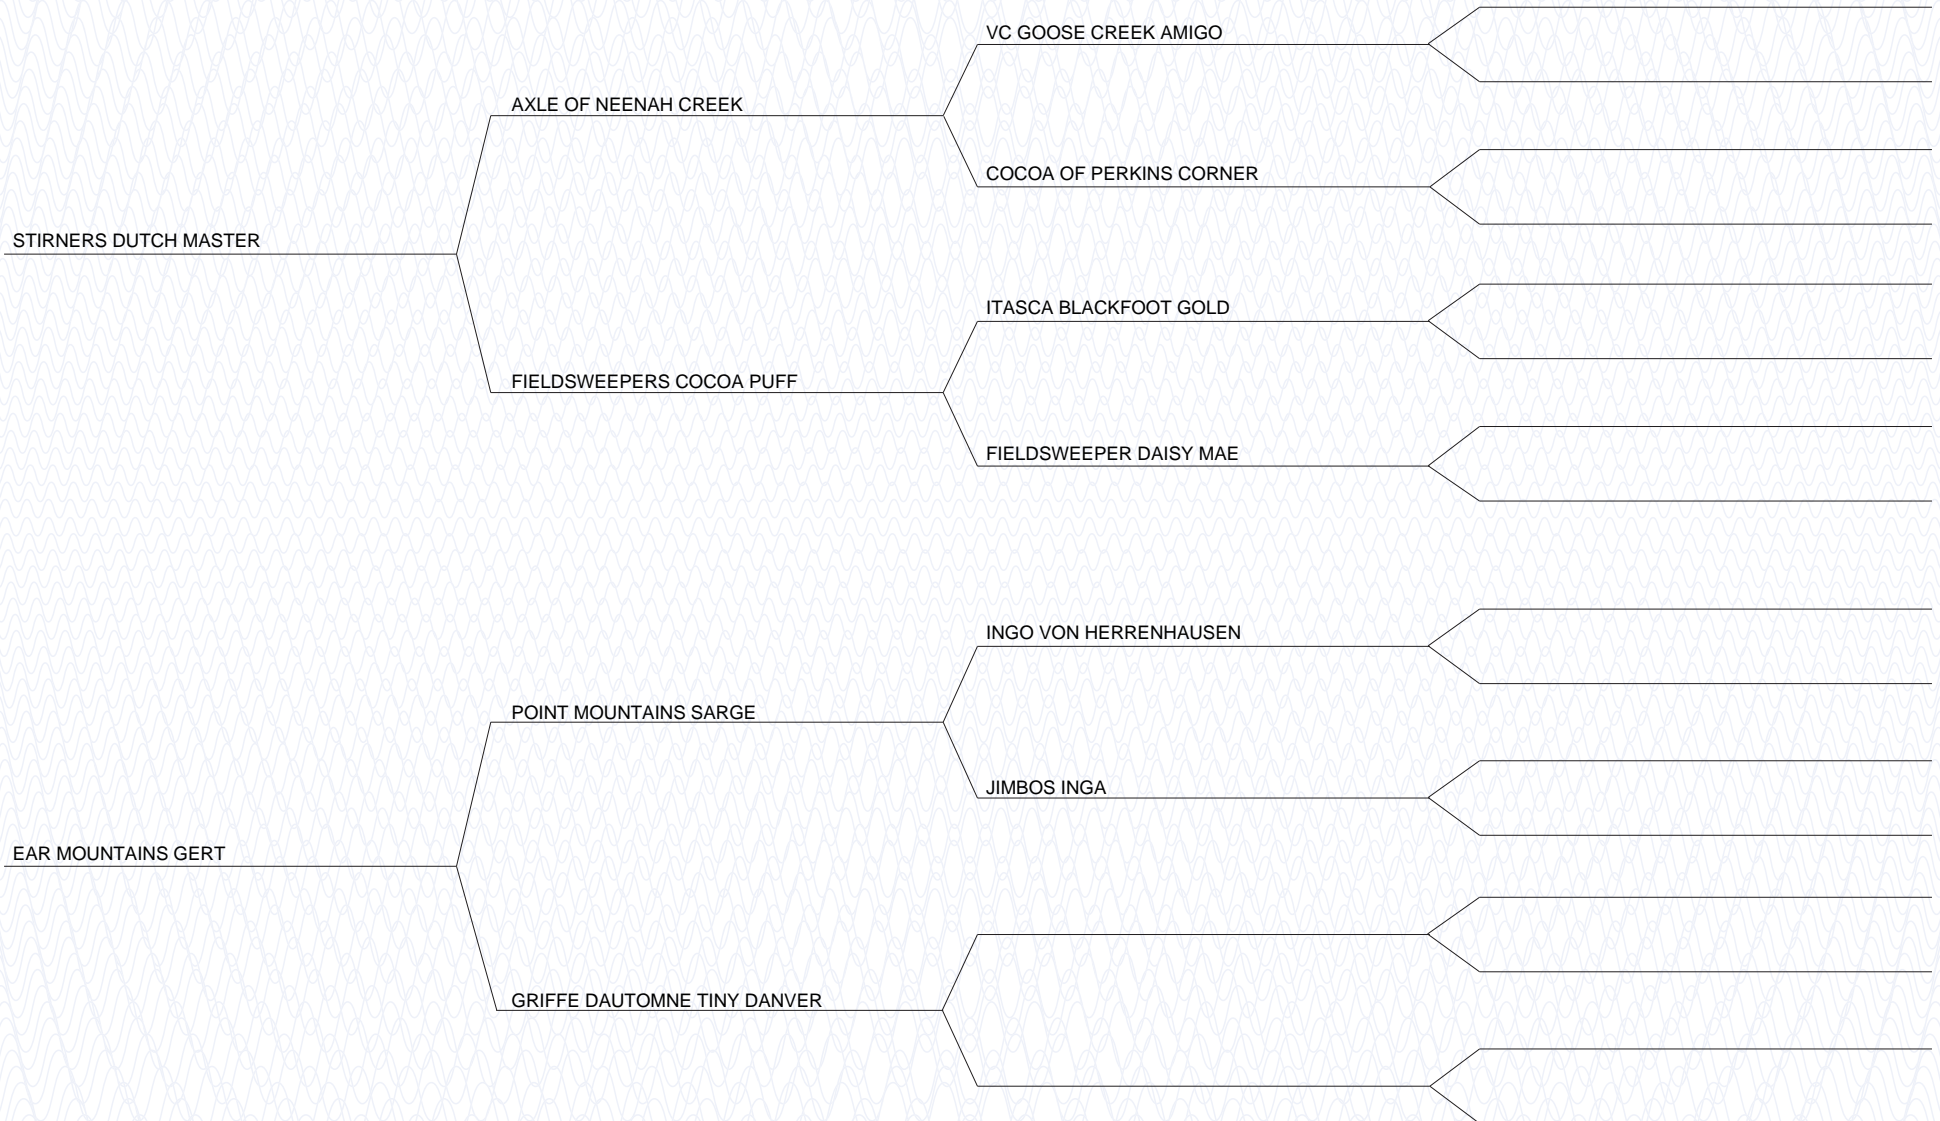 VC GOOSE CREEK AMIGO
AXLE OF NEENAH CREEK
COCOA OF PERKINS CORNER
STIRNERS DUTCH MASTER
ITASCA BLACKFOOT GOLD
FIELDSWEEPERS COCOA PUFF
FIELDSWEEPER DAISY MAE
INGO VON HERRENHAUSEN
POINT MOUNTAINS SARGE
JIMBOS INGA
EAR MOUNTAINS GERT
GRIFFE DAUTOMNE TINY DANVER